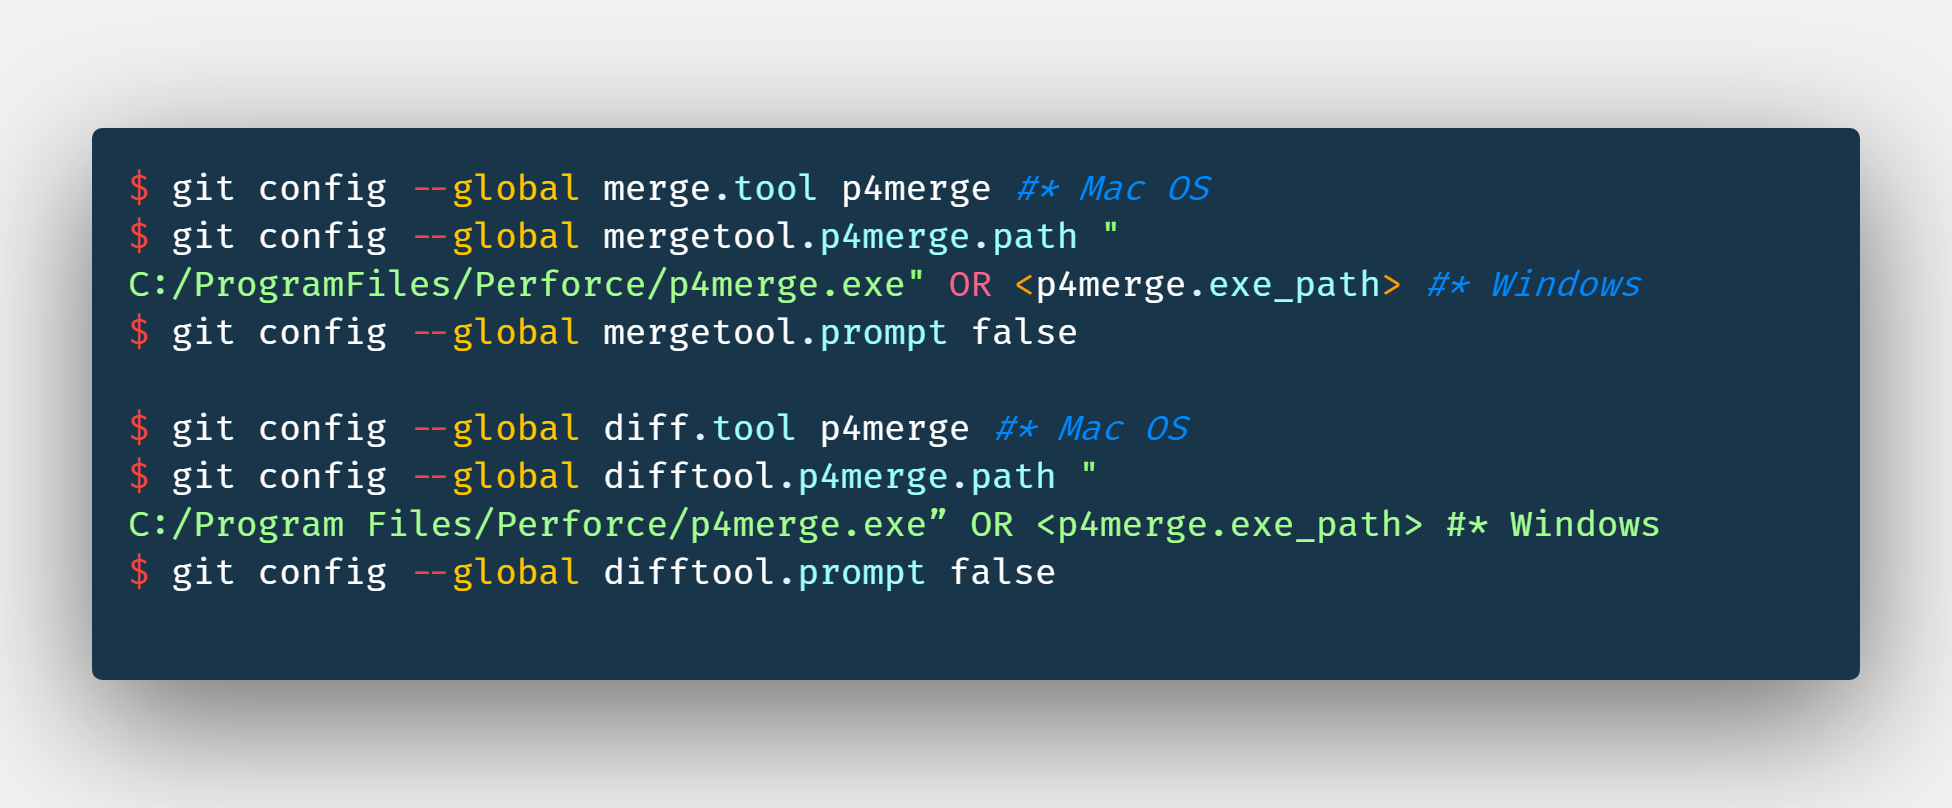 $ git config --global merge.tool p4merge #* Mac OS
$ git config --global mergetool.p4merge.path "
C:/ProgramFiles/Perforce/p4merge.exe" OR <p4merge.exe_path> #* Windows
$ git config --global mergetool.prompt false
$ git config --global diff.tool p4merge #* Mac OS
$ git config --global difftool.p4merge.path "
C:/Program Files/Perforce/p4merge.exe” OR <p4merge.exe_path> #* Windows
$ git config --global difftool.prompt false